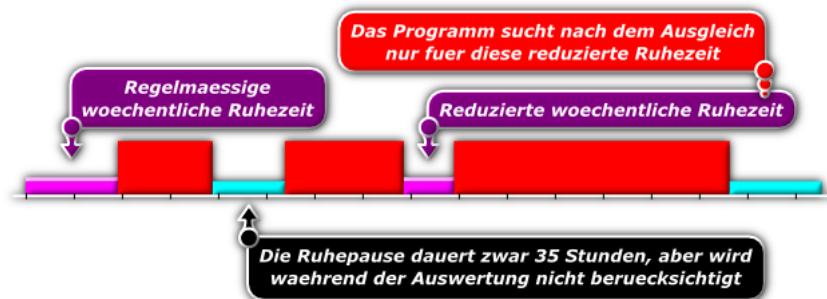 Das Programm sucht nach dem Ausgleich
nur fuer diese reduzierte Ruhezeit
Regelmaessige
woechentliche Ruhezeit
Reduzierte woechentliche Ruhezeit
Die Ruhepause dauert zwar 35 Stunden, aber wird
waehrend der Auswertung nicht beruecksichtigt